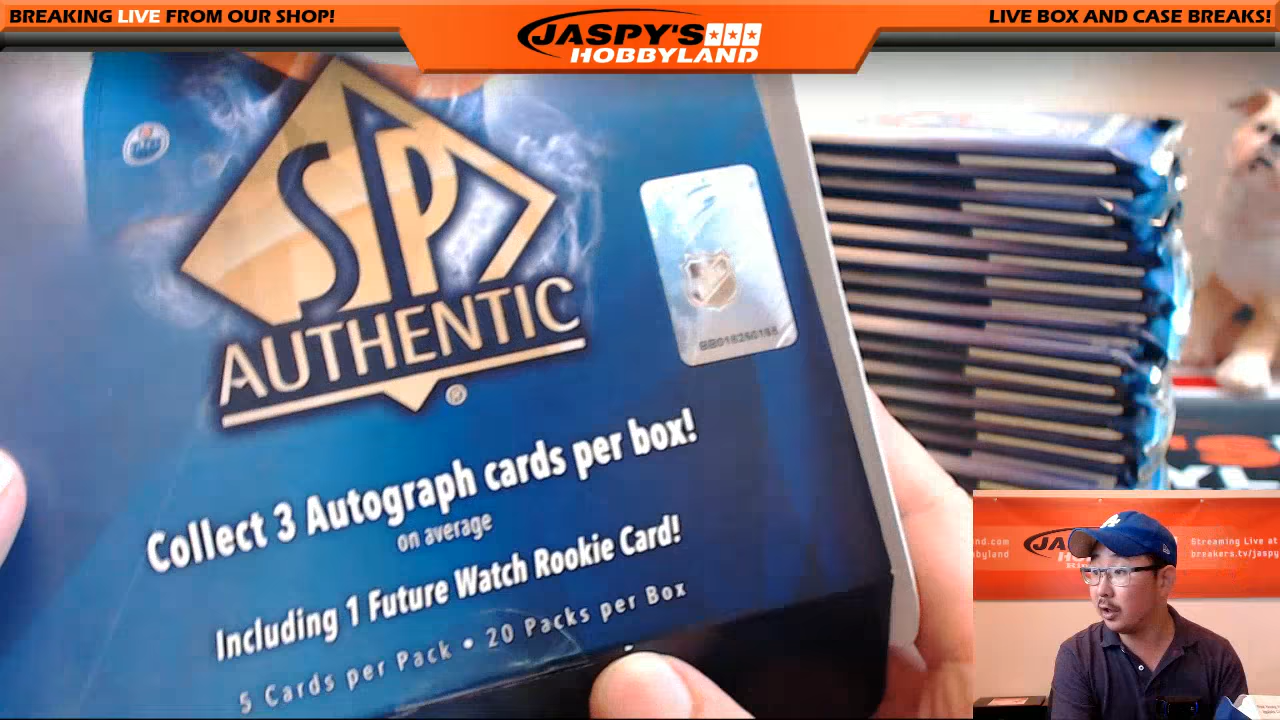 BREAKING LIVE FROM OUR SHOP!
JASPY'S
HOBBYLAND
LIVE BOX AND CASE BREAKS!
SP
AUTHENTIC
®
BB018260165
Collect 3 Autograph cards per box!
on average
Including 1 Future Watch Rookie Card!
5 Cards per Pack • 20 Packs per Box
Streaming Live at
breakers.tv/jaspy